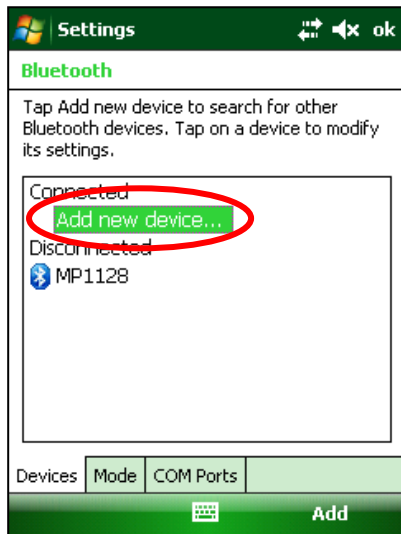 Settings ok
Bluetooth
Tap Add new device to search for other
Bluetooth devices. Tap on a device to modify
its settings.
Connected
Add new device...
Disconnected
MP1128
Devices Mode COM Ports
Add